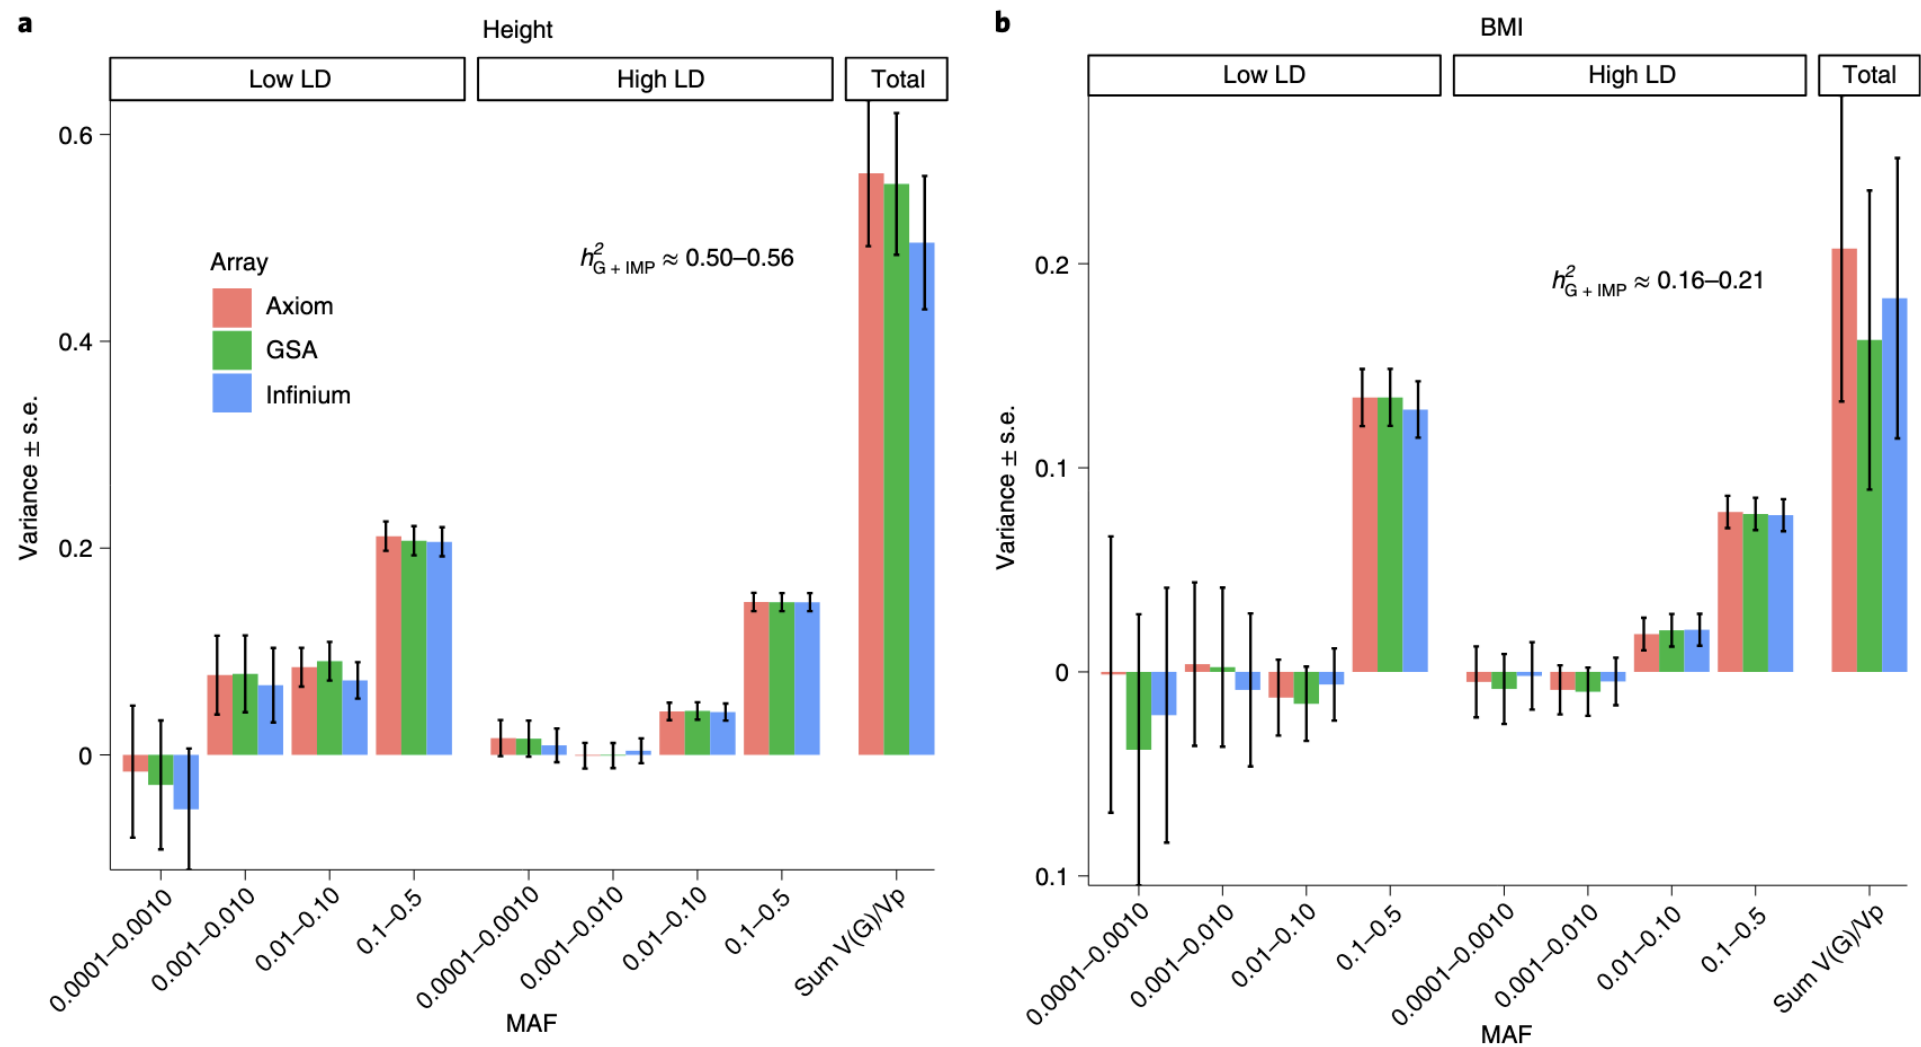 a
Height
Low LD
High LD
Total
0.6
0.4
0.2
0
Variance ± s.e.
Array
Axiom
GSA
Infinium
h²G + IMP ≈ 0.50–0.56
0.0001–0.0010
0.001–0.010
0.01–0.10
0.1–0.5
0.0001–0.0010
0.001–0.010
0.01–0.10
0.1–0.5
Sum V(G)/Vp
MAF
b
BMI
Low LD
High LD
Total
0.2
0.1
0
0.1
Variance ± s.e.
h²G + IMP ≈ 0.16–0.21
0.0001–0.0010
0.001–0.010
0.01–0.10
0.1–0.5
0.0001–0.0010
0.001–0.010
0.01–0.10
0.1–0.5
Sum V(G)/Vp
MAF